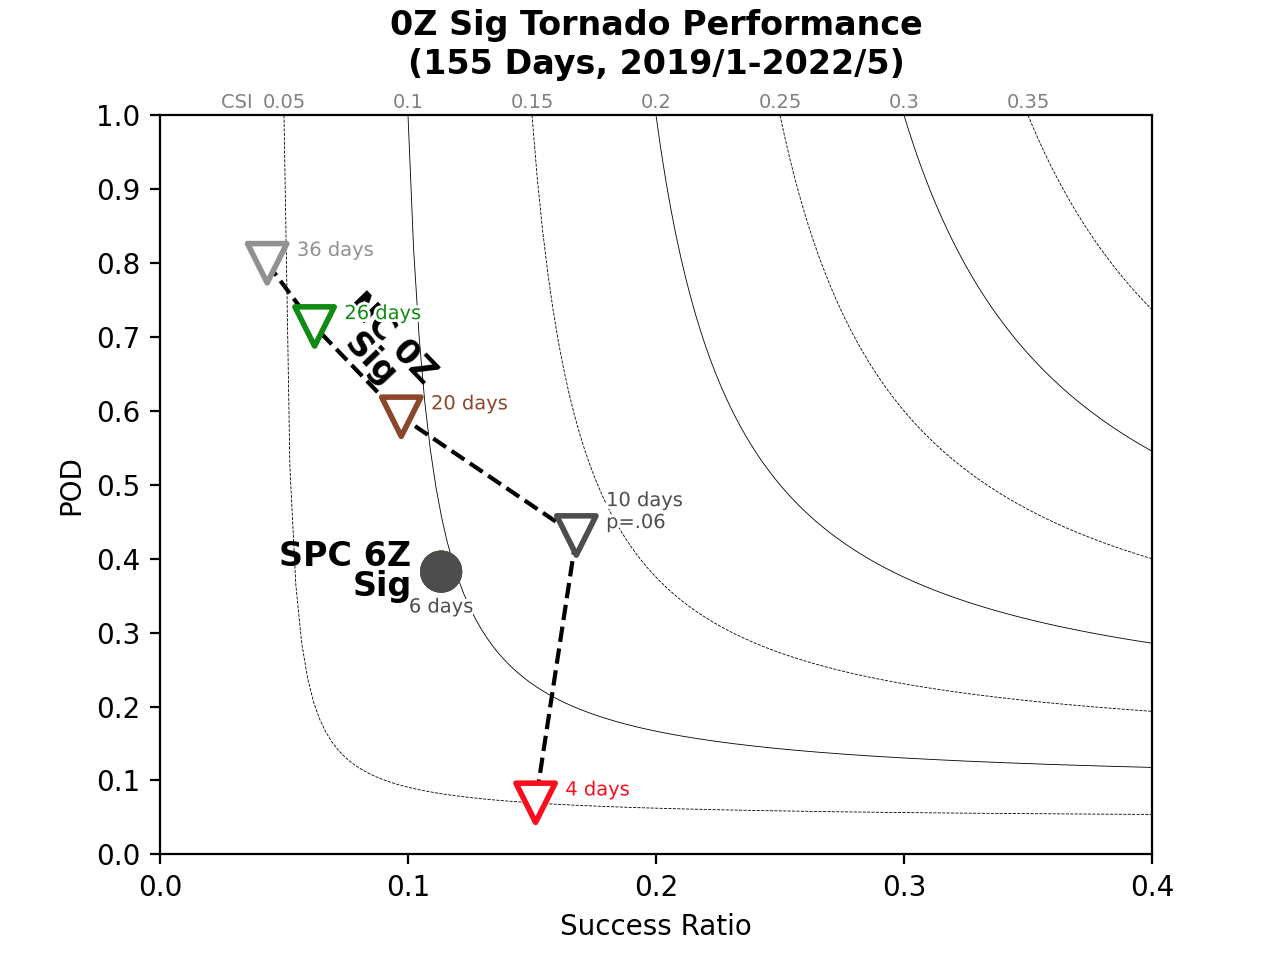 0Z Sig Tornado Performance
(155 Days, 2019/1-2022/5)
CSI 0.05 0.1 0.15 0.2 0.25 0.3 0.35
1.0
0.9
0.8
0.7
0.6
0.5
0.4
0.3
0.2
0.1
0.0
POD
36 days
26 days
0Z
Sig
20 days
10 days
p=.06
SPC 6Z
Sig
6 days
4 days
0.0 0.1 0.2 0.3 0.4
Success Ratio